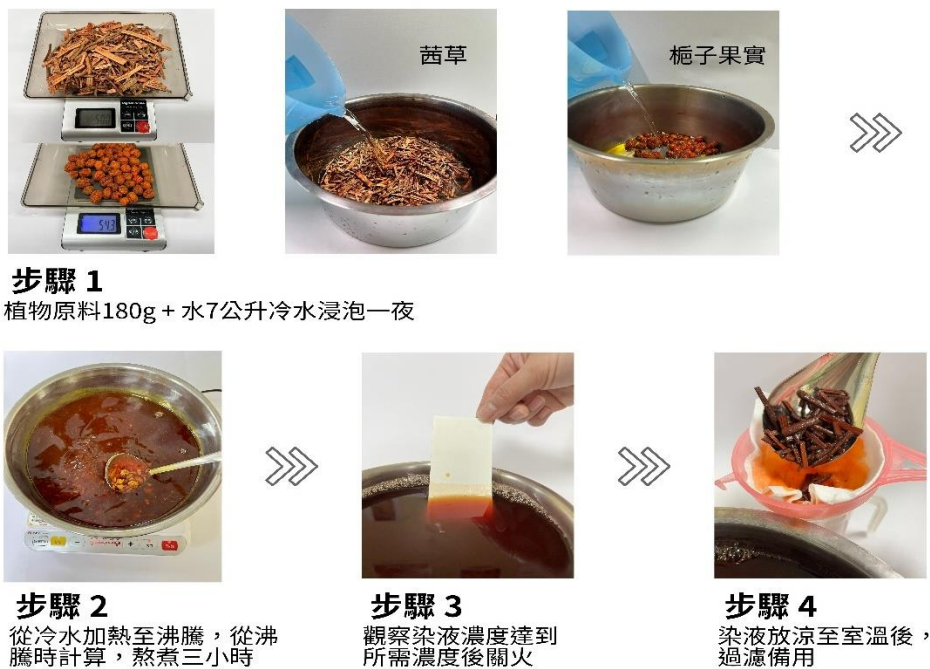 茜草
梔子果實
543
步驟 1
植物原料180g + 水7公升冷水浸泡一夜
步驟 2
從冷水加熱至沸騰，從沸
騰時計算，熬煮三小時
步驟 3
觀察染液濃度達到
所需濃度後關火
步驟 4
染液放涼至室溫後，
過濾備用